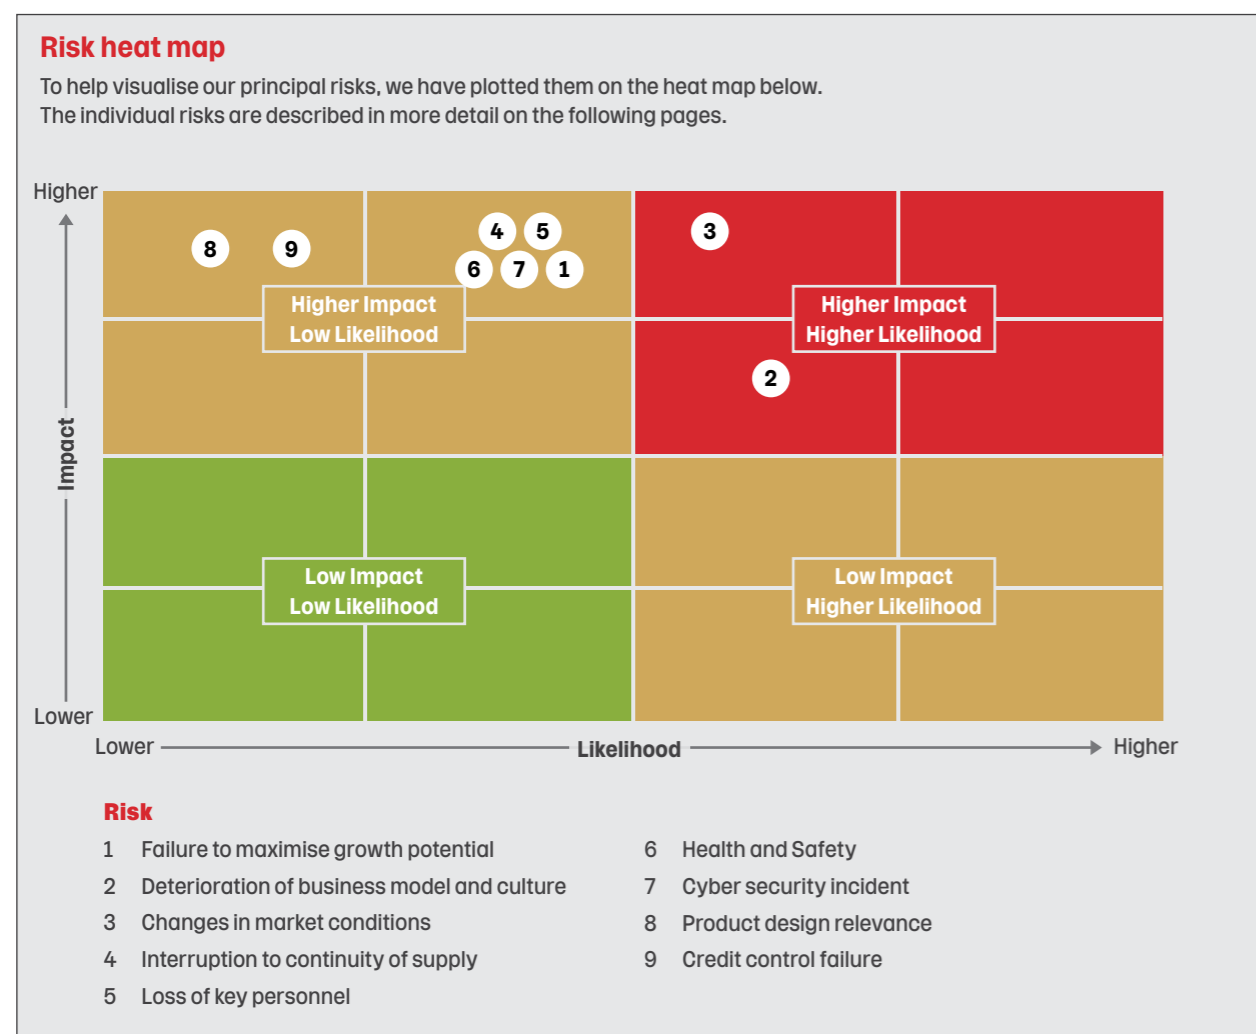 Risk heat map
To help visualise our principal risks, we have plotted them on the heat map below.
The individual risks are described in more detail on the following pages.
Higher
8
9
4
5
6
7
1
3
Higher Impact
Low Likelihood
Higher Impact
Higher Likelihood
2
Impact
Low Impact
Low Likelihood
Low Impact
Higher Likelihood
Lower
Lower
Likelihood
Higher
Risk
1 Failure to maximise growth potential
2 Deterioration of business model and culture
3 Changes in market conditions
4 Interruption to continuity of supply
5 Loss of key personnel
6 Health and Safety
7 Cyber security incident
8 Product design relevance
9 Credit control failure